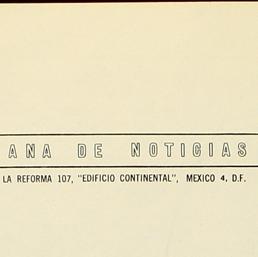 ANA DE NOTICIAS
LA REFORMA 107, "EDIFICIO CONTINENTAL", MEXICO 4, D.F.